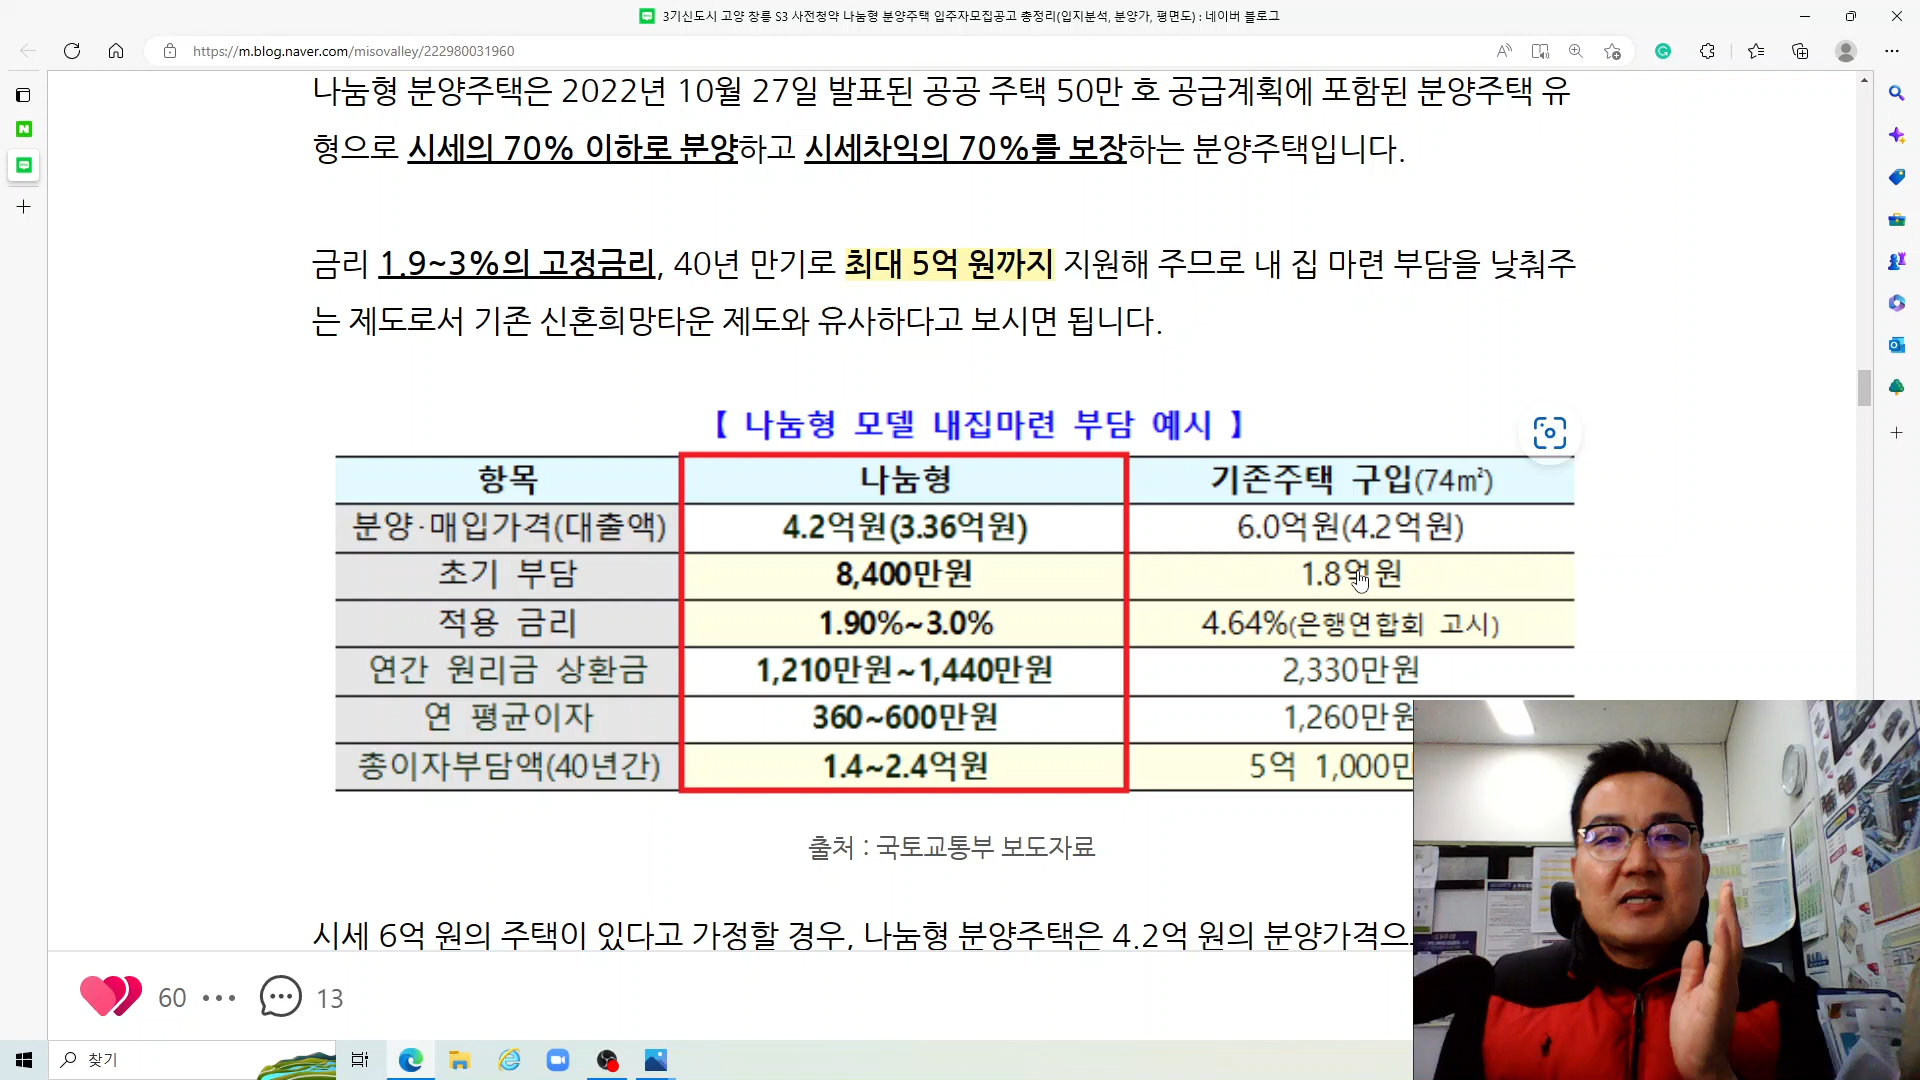 3기신도시 고양 창릉 S3 사전청약 나눔형 분양주택 입주자모집공고 총정리(입지분석, 분양가, 평면도) : 네이버 블로그
https://m.blog.naver.com/misovalley/222980031960
나눔형 분양주택은 2022년 10월 27일 발표된 공공 주택 50만 호 공급계획에 포함된 분양주택 유
형으로 시세의 70% 이하로 분양하고 시세차익의 70%를 보장하는 분양주택입니다.
금리 1.9~3%의 고정금리, 40년 만기로 최대 5억 원까지 지원해 주므로 내 집 마련 부담을 낮춰주
는 제도로서 기존 신혼희망타운 제도와 유사하다고 보시면 됩니다.
【 나눔형 모델 내집마련 부담 예시 】
항목 나눔형 기존주택 구입(74㎡)
분양·매입가격(대출액) 4.2억원(3.36억원) 6.0억원(4.2억원)
초기 부담 8,400만원 1.8억원
적용 금리 1.90%~3.0% 4.64%(은행연합회 고시)
연간 원리금 상환금 1,210만원~1,440만원 2,330만원
연 평균이자 360~600만원 1,260만원
총이자부담액(40년간) 1.4~2.4억원 5억 1,000만
출처 : 국토교통부 보도자료
시세 6억 원의 주택이 있다고 가정할 경우, 나눔형 분양주택은 4.2억 원의 분양가격으
60 13
찾기